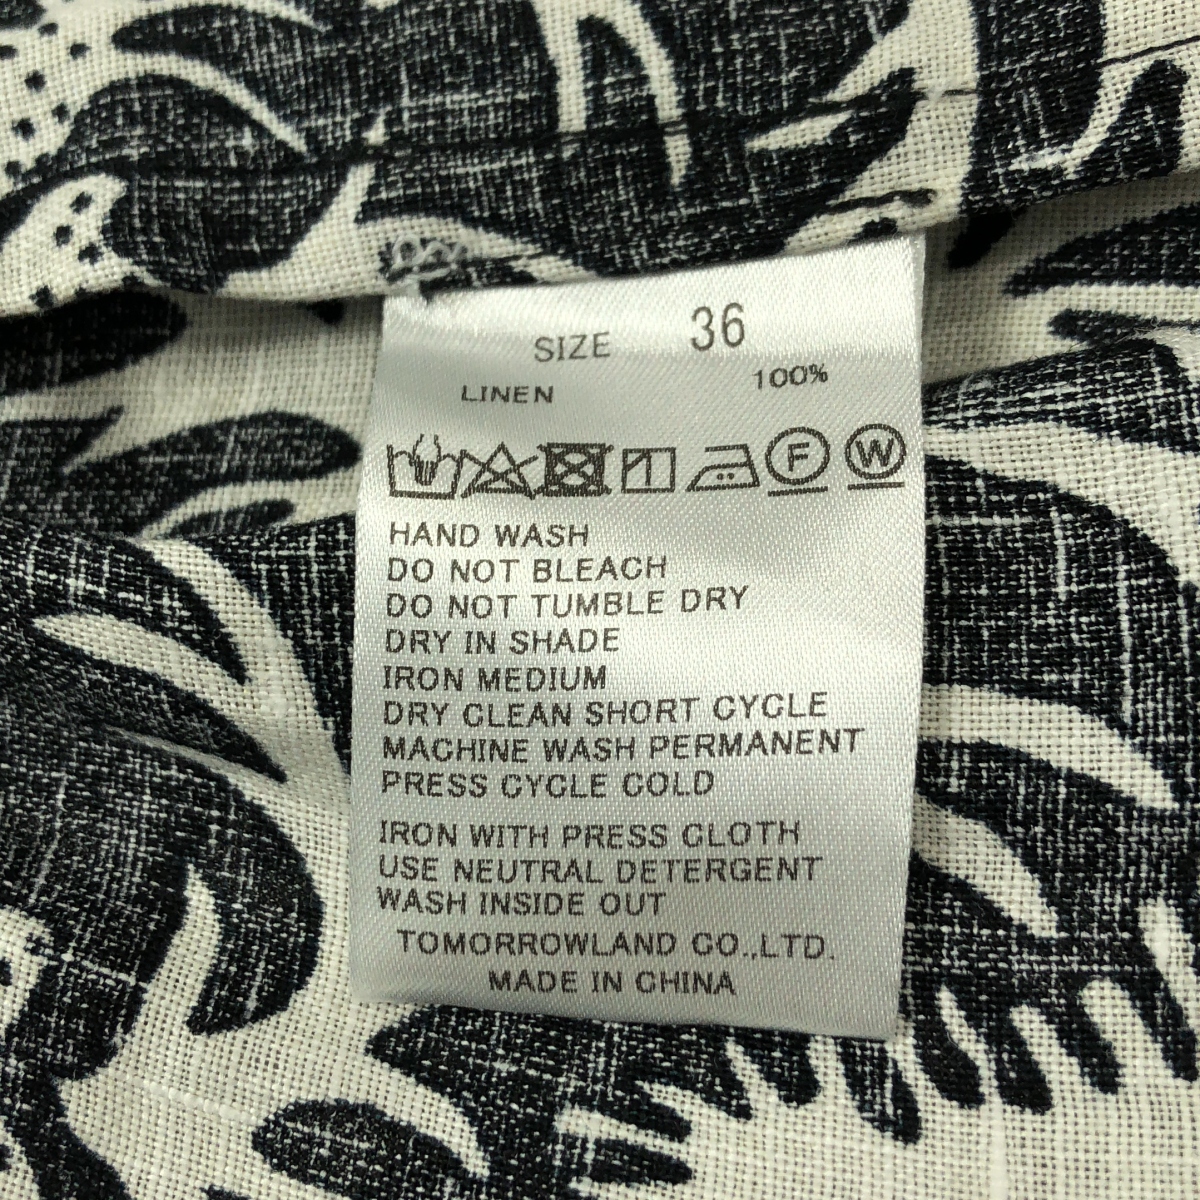 SIZE 36
LINEN 100%
F W
HAND WASH
DO NOT BLEACH
DO NOT TUMBLE DRY
DRY IN SHADE
IRON MEDIUM
DRY CLEAN SHORT CYCLE
MACHINE WASH PERMANENT
PRESS CYCLE COLD
IRON WITH PRESS CLOTH
USE NEUTRAL DETERGENT
WASH INSIDE OUT
TOMORROWLAND CO.,LTD.
MADE IN CHINA